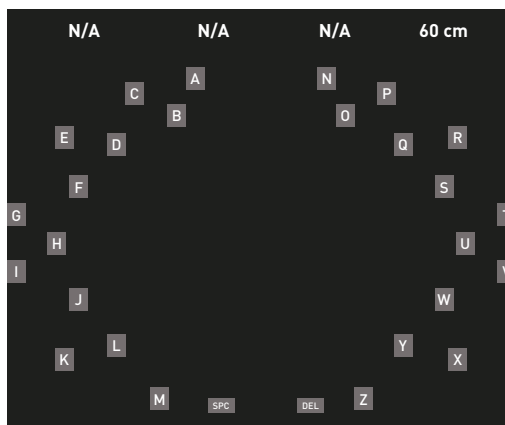 N/A N/A N/A 60 cm
A N
C P
B O
E R
D Q
F S
G T
H U
I V
J W
L Y
K X
M SPC DEL Z